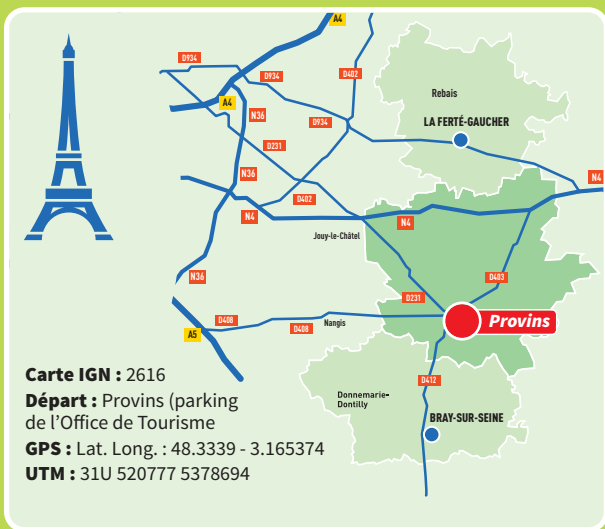 A4
D934
D934
D402
A4
N36
D934
D231
Rebais
LA FERTÉ-GAUCHER
N36
N4
D402
N4
N4
Jouy-le-Châtel
N36
D403
D231
Provins
D408
D408
Nangis
A5
D412
Donnemarie-
Dontilly
BRAY-SUR-SEINE
Carte IGN : 2616
Départ : Provins (parking
de l’Office de Tourisme
GPS : Lat. Long. : 48.3339 - 3.165374
UTM : 31U 520777 5378694